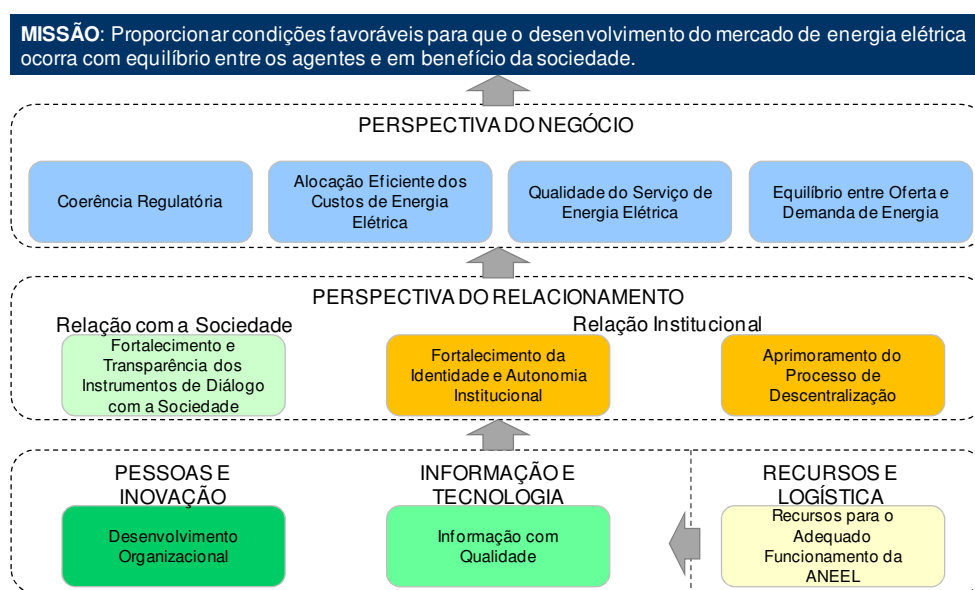 MISSÃO: Proporcionar condições favoráveis para que o desenvolvimento do mercado de energia elétrica
ocorra com equilíbrio entre os agentes e em benefício da sociedade.
PERSPECTIVA DO NEGÓCIO
Coerência Regulatória
Alocação Eficiente dos
Custos de Energia
Elétrica
Qualidade do Serviço de
Energia Elétrica
Equilíbrio entre Oferta e
Demanda de Energia
PERSPECTIVA DO RELACIONAMENTO
Relação com a Sociedade
Fortalecimento e
Transparência dos
Instrumentos de Diálogo
com a Sociedade
Relação Institucional
Fortalecimento da
Identidade e Autonomia
Institucional
Aprimoramento do
Processo de
Descentralização
PESSOAS E
INOVAÇÃO
Desenvolvimento
Organizacional
INFORMAÇÃO E
TECNOLOGIA
Informação com
Qualidade
RECURSOS E
LOGÍSTICA
Recursos para o
Adequado
Funcionamento da
ANEEL